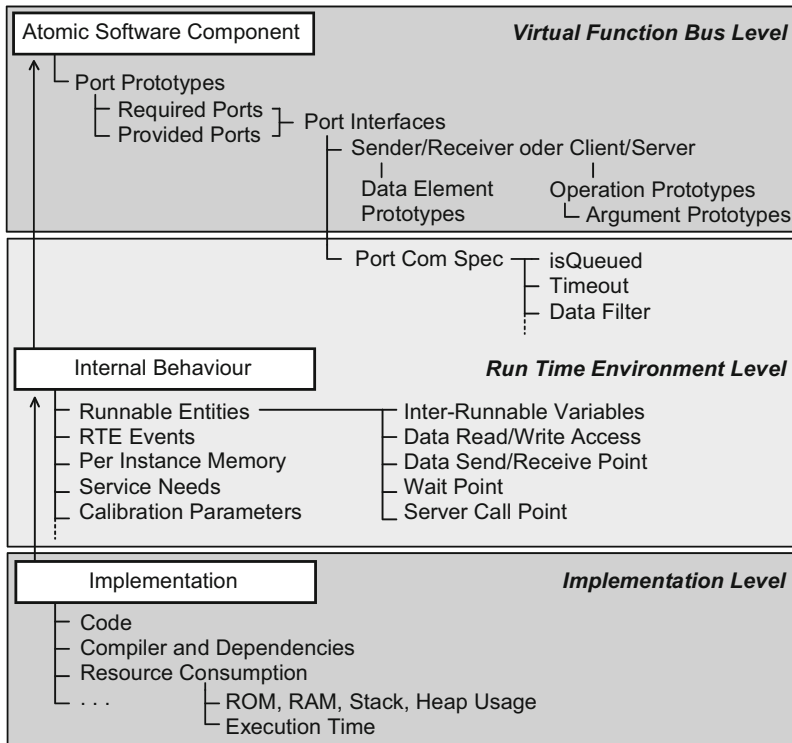 Atomic Software Component
Virtual Function Bus Level
Port Prototypes
Required Ports
Provided Ports
Port Interfaces
Sender/Receiver oder Client/Server
Data Element
Prototypes
Operation Prototypes
Argument Prototypes
Port Com Spec
isQueued
Timeout
Data Filter
Internal Behaviour
Run Time Environment Level
Runnable Entities
RTE Events
Per Instance Memory
Service Needs
Calibration Parameters
Inter-Runnable Variables
Data Read/Write Access
Data Send/Receive Point
Wait Point
Server Call Point
Implementation
Implementation Level
Code
Compiler and Dependencies
Resource Consumption
. . .
ROM, RAM, Stack, Heap Usage
Execution Time